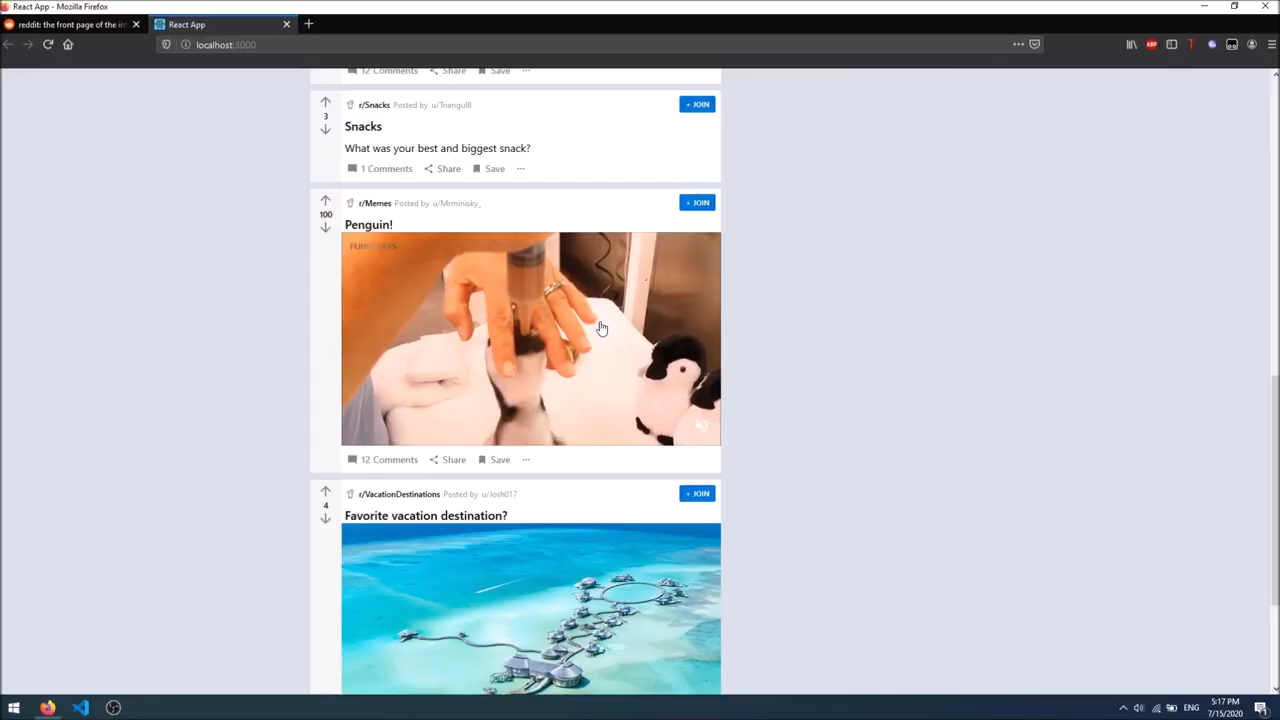 React App - Mozilla Firefox
reddit: the front page of the in
React App
localhost:3000
ABP
12 Comments Share Save ...
r/Snacks Posted by u/Triangul8
+ JOIN
3
Snacks
What was your best and biggest snack?
1 Comments Share Save ...
r/Memes Posted by u/Mrminisky_
+ JOIN
100
Penguin!
12 Comments Share Save ...
r/VacationDestinations Posted by u/Josh017
+ JOIN
4
Favorite vacation destination?
ENG
5:17 PM
7/15/2020